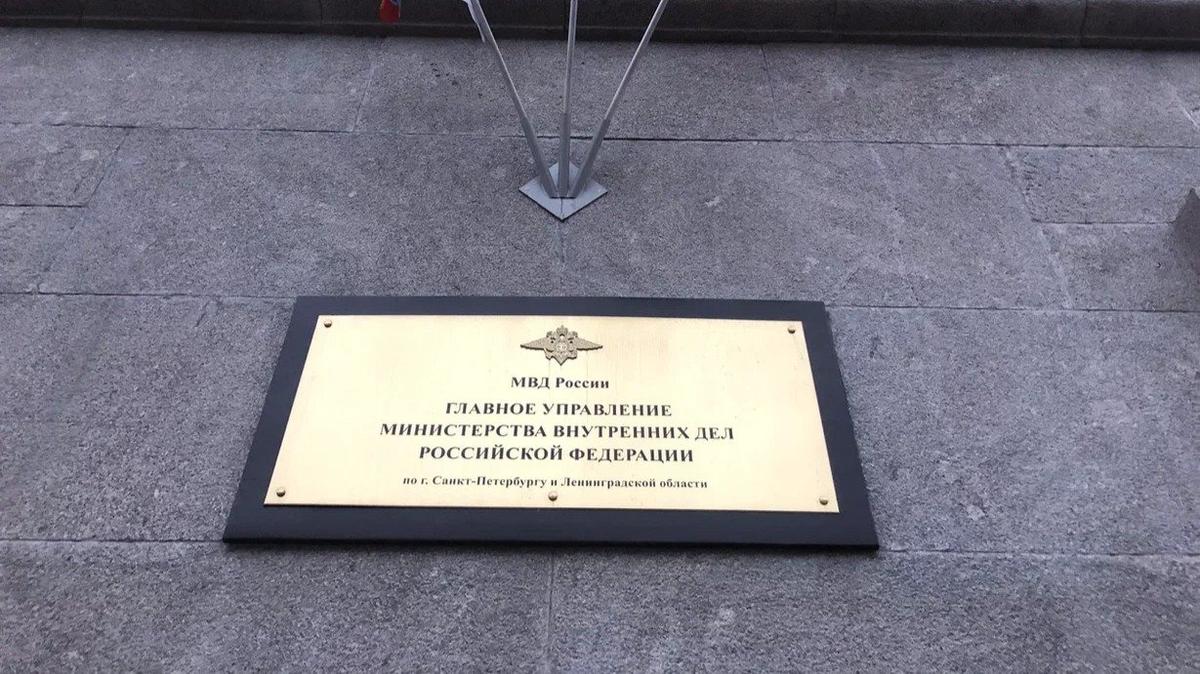 МВД России
ГЛАВНОЕ УПРАВЛЕНИЕ
МИНИСТЕРСТВА ВНУТРЕННИХ ДЕЛ
РОССИЙСКОЙ ФЕДЕРАЦИИ
по г. Санкт-Петербургу и Ленинградской области